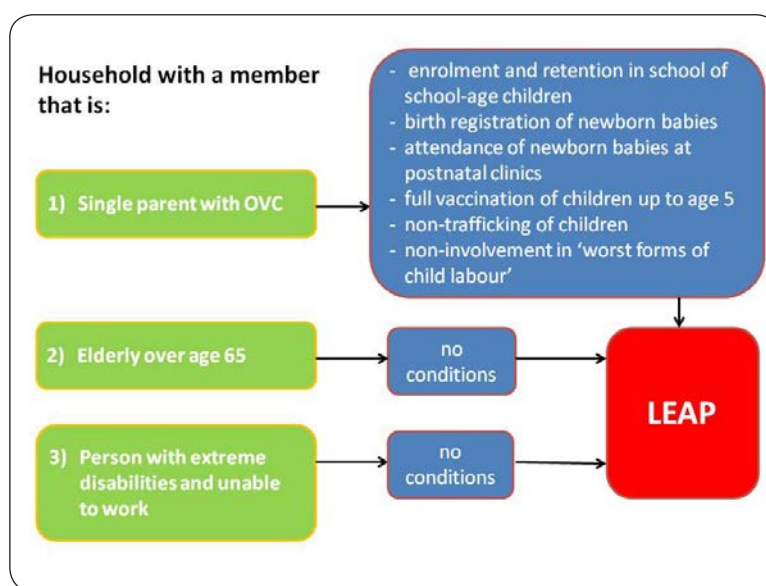 Household with a member
that is:
1) Single parent with OVC
- enrolment and retention in school of
school-age children
- birth registration of newborn babies
- attendance of newborn babies at
postnatal clinics
- full vaccination of children up to age 5
- non-trafficking of children
- non-involvement in ‘worst forms of
child labour’
2) Elderly over age 65
no
conditions
LEAP
3) Person with extreme
disabilities and unable
to work
no
conditions